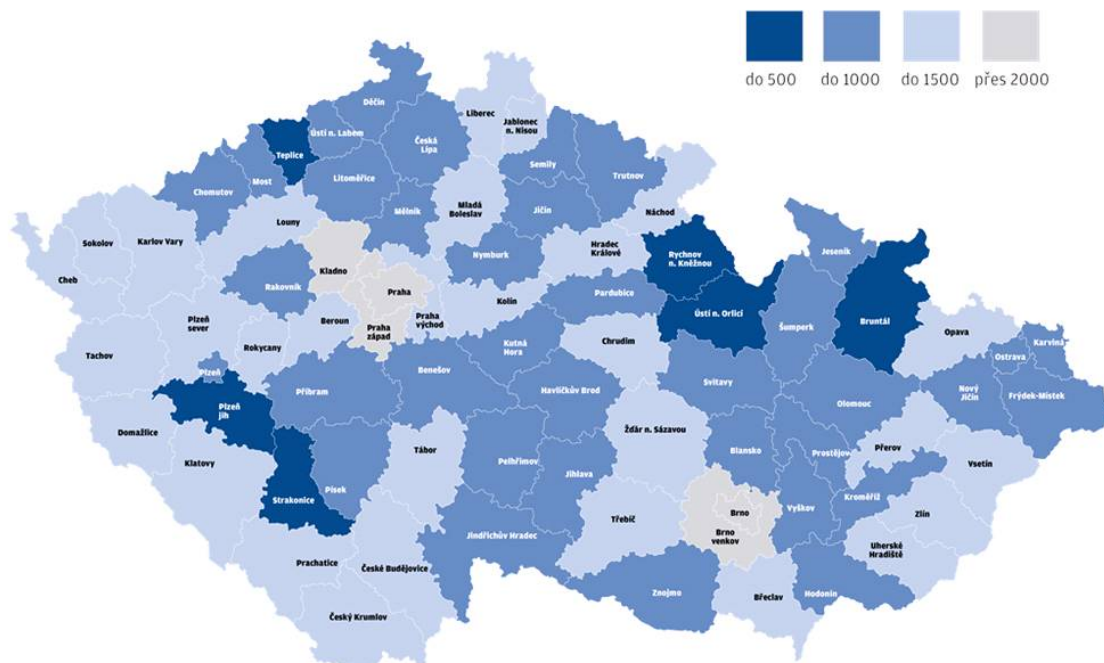 do 500
do 1000
do 1500
přes 2000
Děčín
Liberec
Jablonec
n. Nisou
Ústí n. Labem
Teplice
Česká
Lípa
Semily
Trutnov
Most
Chomutov
Litoměřice
Mělník
Mladá
Boleslav
Jičín
Náchod
Louny
Sokolov
Karlov Vary
Cheb
Kladno
Nymburk
Hradec
Králové
Rychnov
n. Kněžnou
Jeseník
Rakovník
Praha
Kolín
Pardubice
Ústí n. Orlicí
Bruntál
Plzeň
sever
Beroun
Praha
západ
Praha
východ
Šumperk
Opava
Karviná
Ostrava
Tachov
Rokycany
Kutná
Hora
Chrudim
Plzeň
Benešov
Příbram
Havlíčkův Brod
Svitavy
Olomouc
Nový
Jičín
Frýdek-Místek
Plzeň
jih
Domažlice
Klatovy
Tábor
Pelhřimov
Jihlava
Žďár n. Sázavou
Blansko
Prostějov
Přerov
Vsetín
Strakonice
Písek
Kroměříž
Třebíč
Brno
Brno
venkov
Vyškov
Zlín
Uherské
Hradiště
Jindřichův Hradec
Prachatice
České Budějovice
Znojmo
Břeclav
Hodonín
Český Krumlov